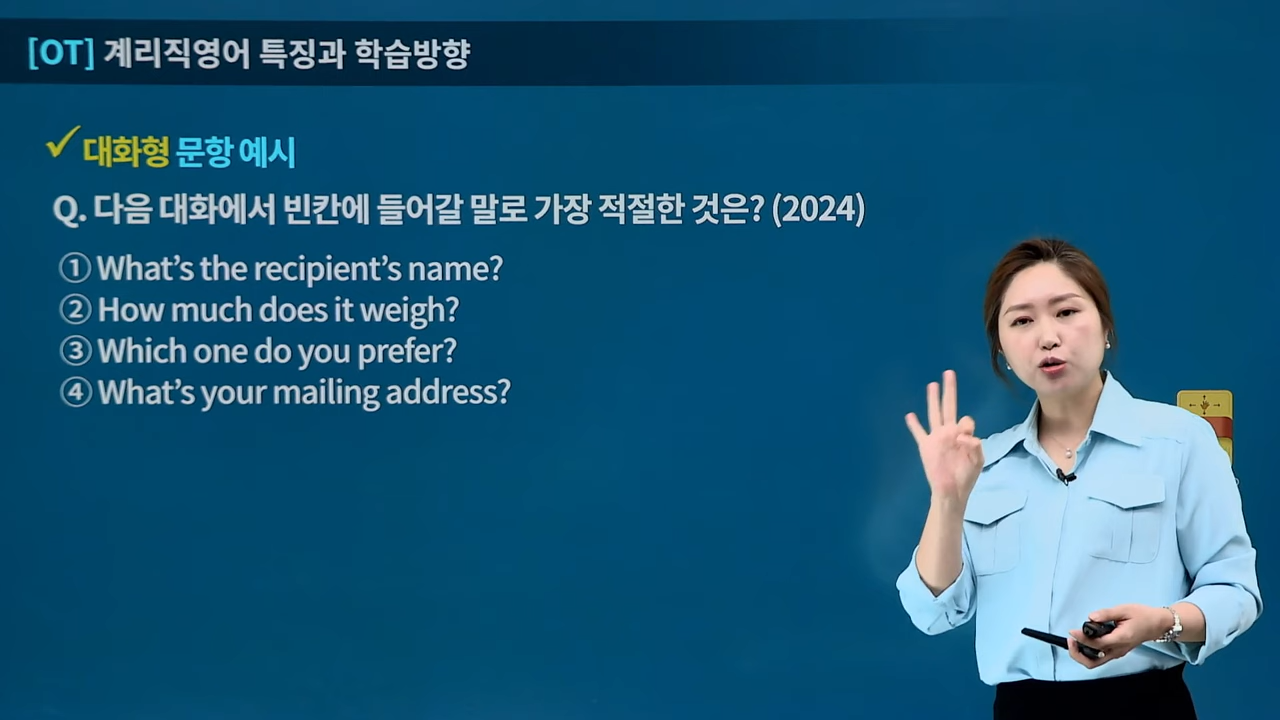 [OT] 계리직영어 특징과 학습방향
대화형 문항 예시
Q. 다음 대화에서 빈칸에 들어갈 말로 가장 적절한 것은? (2024)
① What’s the recipient’s name?
② How much does it weigh?
③ Which one do you prefer?
④ What’s your mailing address?